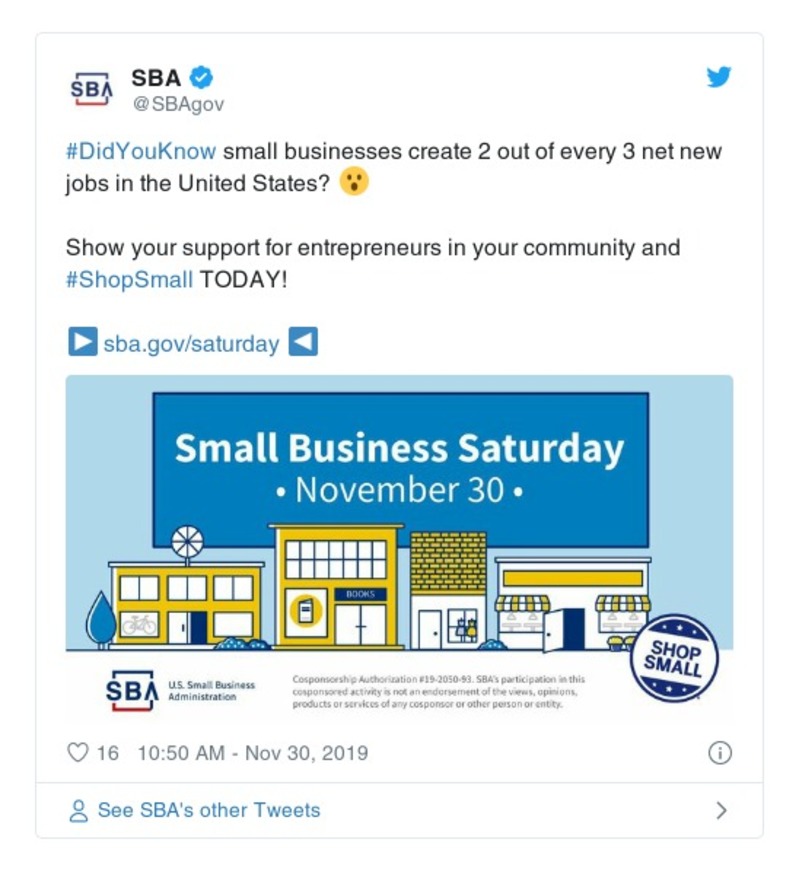 SBA
SBA
@SBAgov
#DidYouKnow small businesses create 2 out of every 3 net new
jobs in the United States? 😮
Show your support for entrepreneurs in your community and
#ShopSmall TODAY!
▶ sba.gov/saturday ◀
Small Business Saturday
• November 30 •
BOOKS
SHOP
SMALL
SBA
U.S. Small Business
Administration
Cosponsorship Authorization #19-2050-93. SBA's participation in this
cosponsored activity is not an endorsement of the views, opinions,
products or services of any cosponsor or other person or entity.
16 10:50 AM - Nov 30, 2019
See SBA's other Tweets